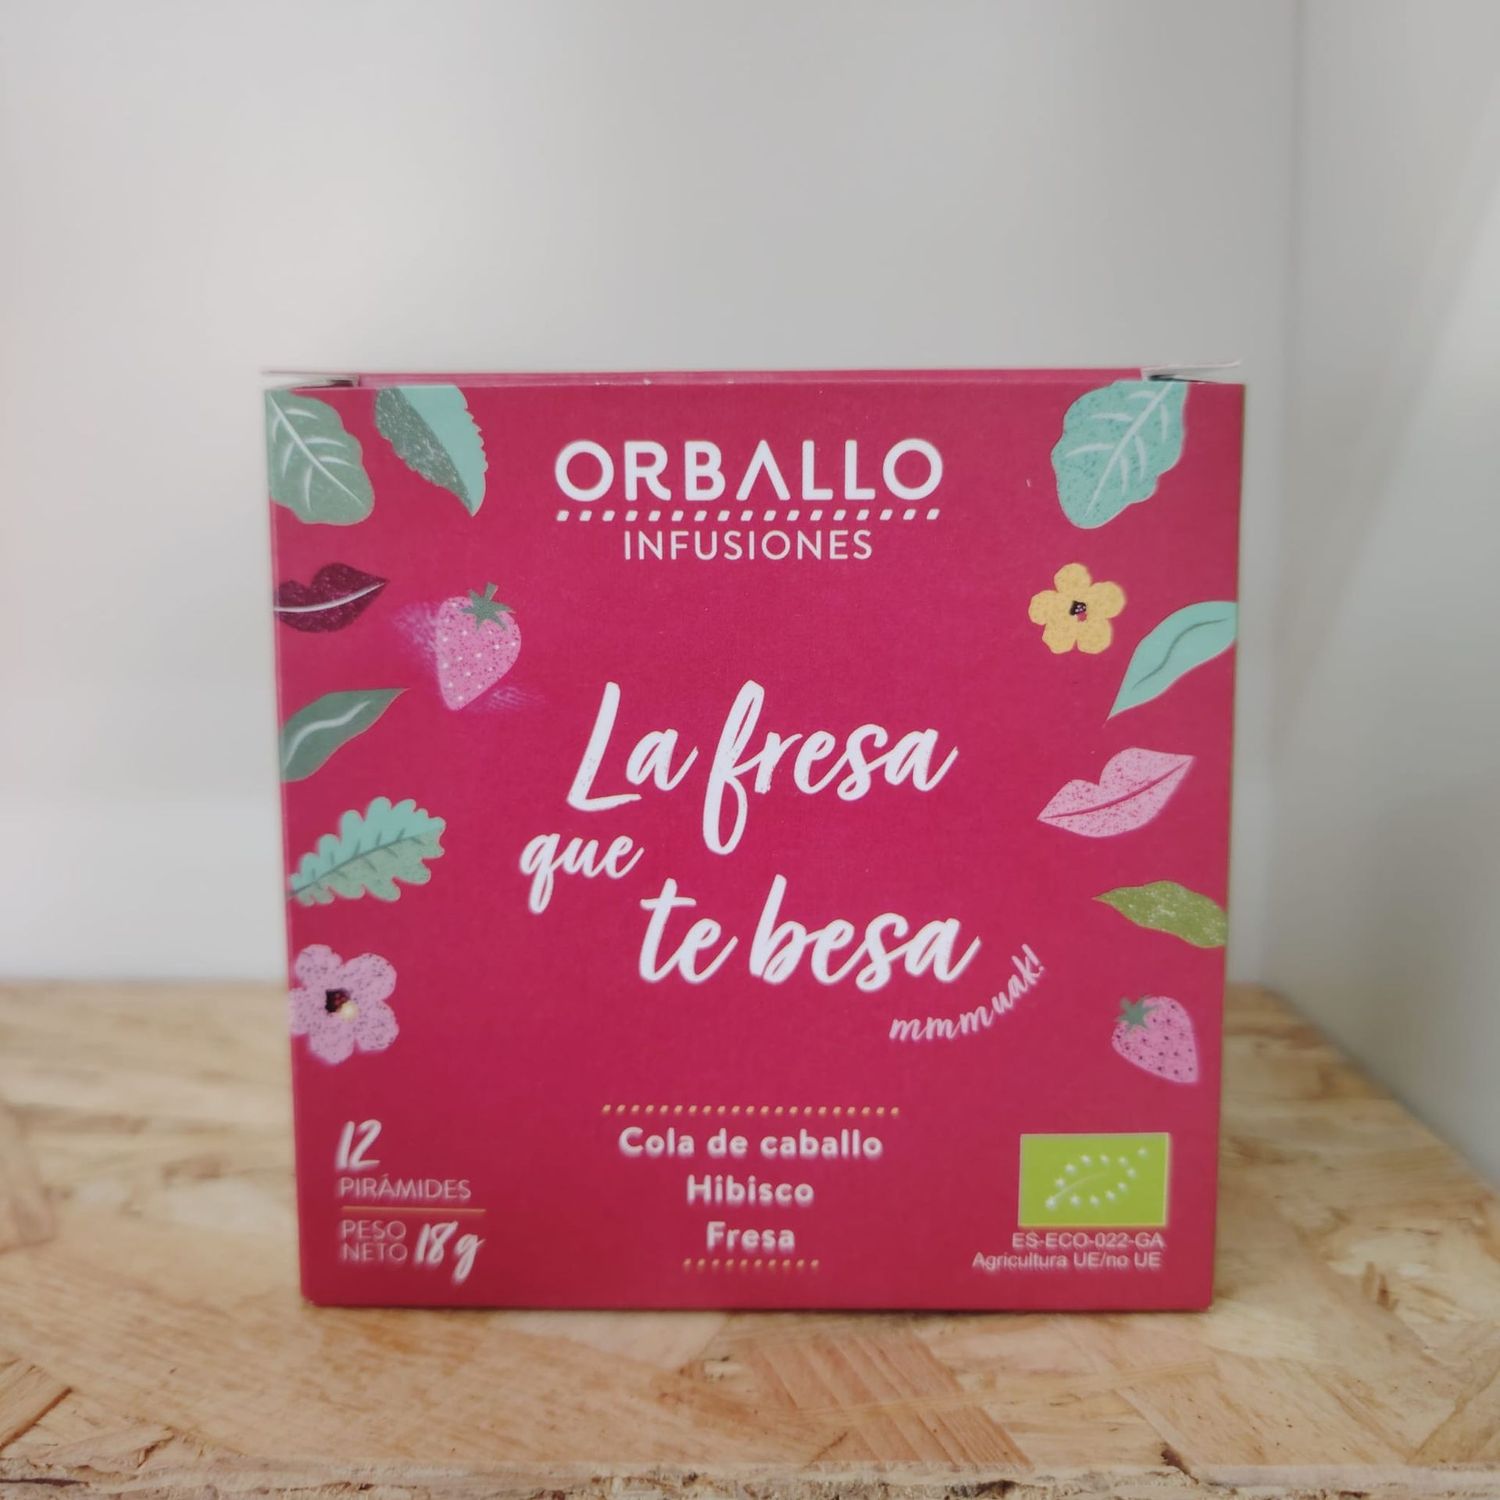 ORBALLO
INFUSIONES
La fresa
que
te besa
mmmuak!
Cola de caballo
Hibisco
Fresa
12
PIRÁMIDES
PESO
NETO 18g
ES-ECO-022-GA
Agricultura UE/no UE